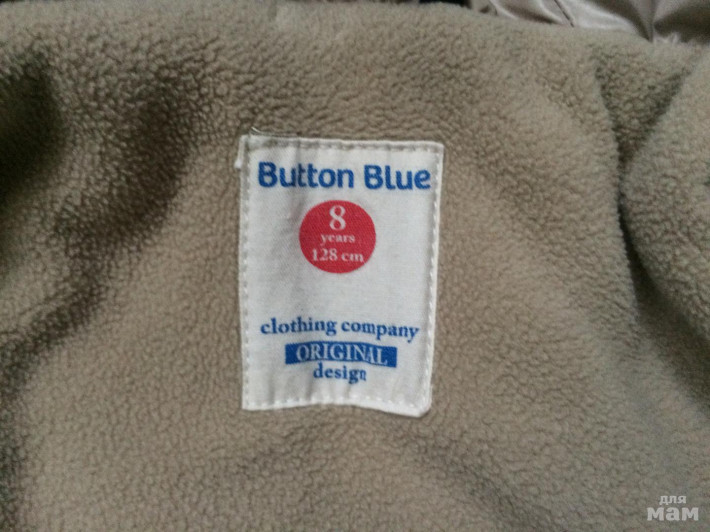 Button Blue
8
years
128 cm
clothing company
ORIGINAL
design
для
мам